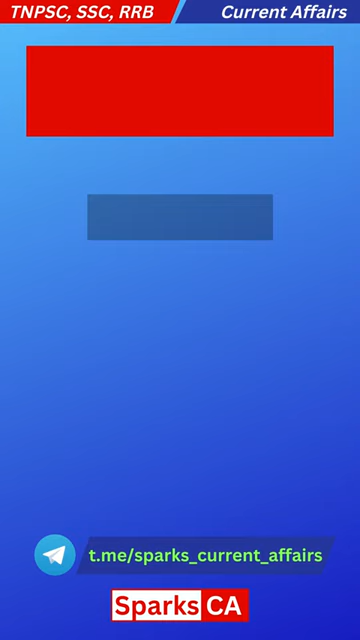 TNPSC, SSC, RRB
Current Affairs
t.me/sparks_current_affairs
Sparks CA